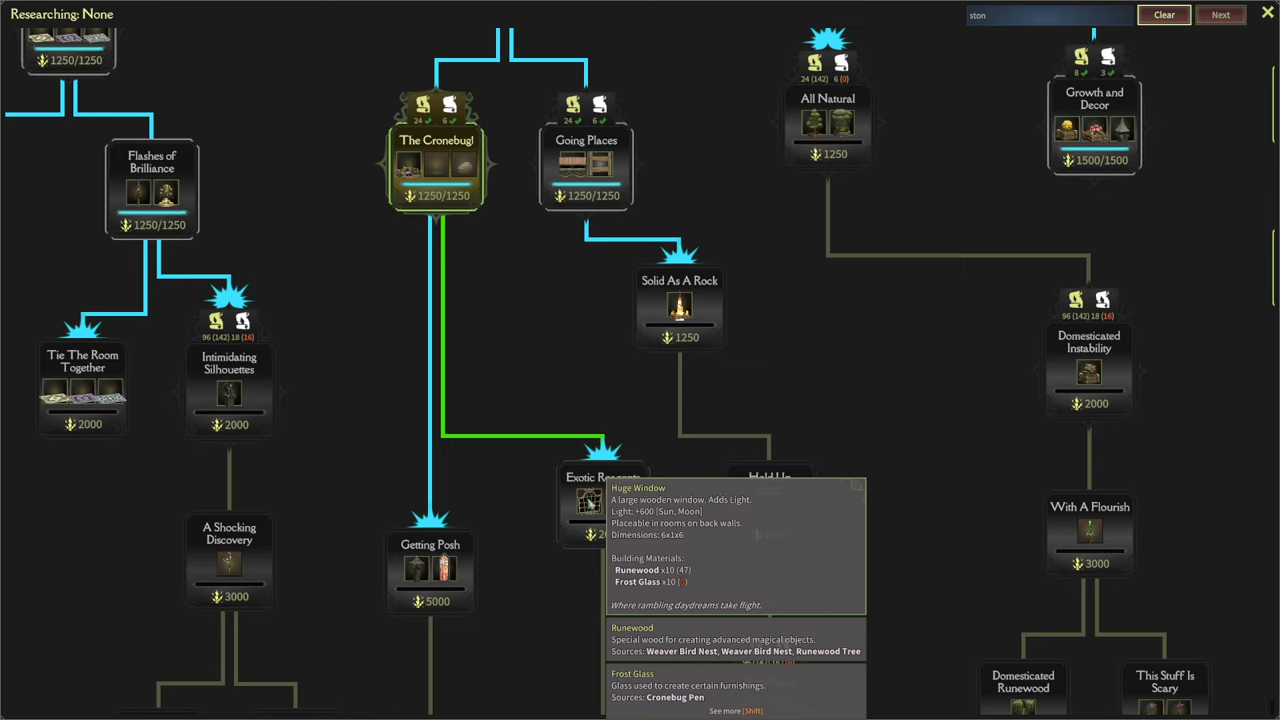 Researching: None
ston
Clear
Next
1250/1250
24 (142) 6 (0)
8 3
24 6
24 6
All Natural
1250
Growth and
Decor
1500/1500
The Cronebug!
1250/1250
Going Places
1250/1250
Flashes of
Brilliance
1250/1250
Solid As A Rock
1250
96 (142) 18 (16)
96 (142) 18 (16)
Tie The Room
Together
2000
Intimidating
Silhouettes
2000
Domesticated
Instability
2000
Exotic Reagents
Huge Window
A large wooden window. Adds Light.
Light: +600 [Sun, Moon]
Placeable in rooms on back walls.
Dimensions: 6x1x6
Building Materials:
Runewood x10 (47)
Frost Glass x10
Where rambling daydreams take flight.
Runewood
Special wood for creating advanced magical objects.
Sources: Weaver Bird Nest, Weaver Bird Nest, Runewood Tree
Frost Glass
Glass used to create certain furnishings.
Sources: Cronebug Pen
See more [Shift]
With A Flourish
3000
A Shocking
Discovery
3000
Getting Posh
5000
Domesticated
Runewood
This Stuff Is
Scary